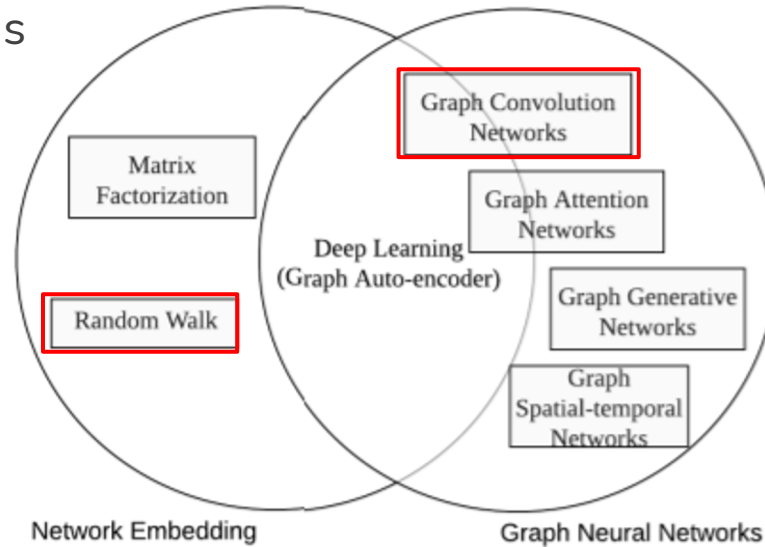 s
Graph Convolution
Networks
Matrix
Factorization
Graph Attention
Networks
Deep Learning
(Graph Auto-encoder)
Random Walk
Graph Generative
Networks
Graph
Spatial-temporal
Networks
Network Embedding
Graph Neural Networks